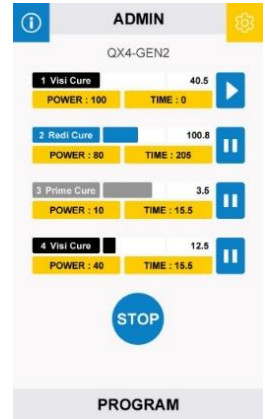 ADMIN
QX4-GEN2
1 Visi Cure 40.5
POWER : 100 TIME : 0
2 Redi Cure 100.8
POWER : 80 TIME : 205
3 Prime Cure 3.5
POWER : 10 TIME : 15.5
4 Visi Cure 12.5
POWER : 40 TIME : 15.5
STOP
PROGRAM